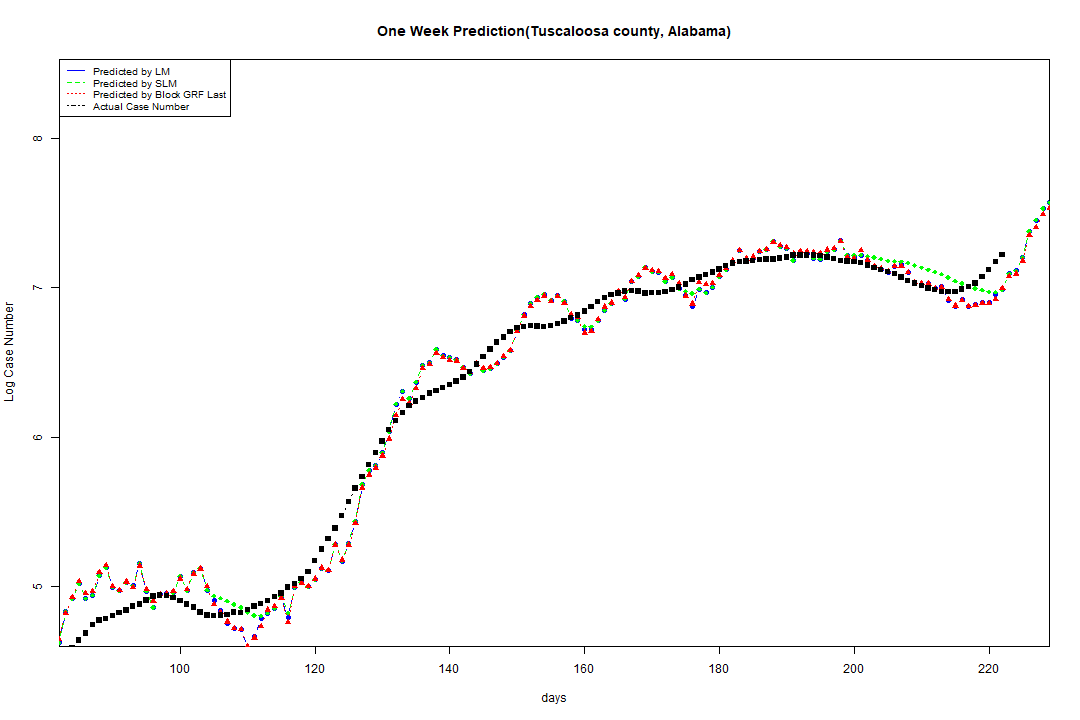 One Week Prediction(Tuscaloosa county, Alabama)
Predicted by LM
Predicted by SLM
Predicted by Block GRF Last
Actual Case Number
8
7
6
5
Log Case Number
100 120 140 160 180 200 220
days